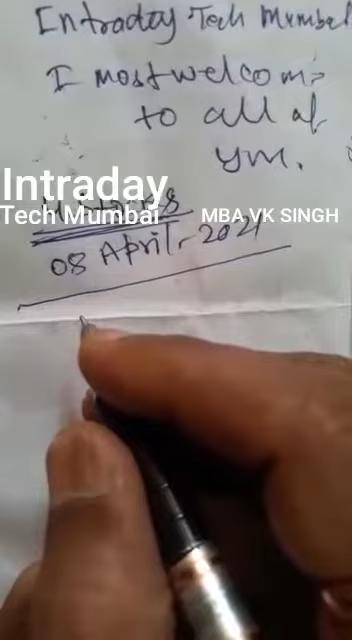 Intraday Tech Mumbai
I most welcome
to all of
you.
Intraday
Tech Mumbai MBA VK SINGH
08 April, 2021